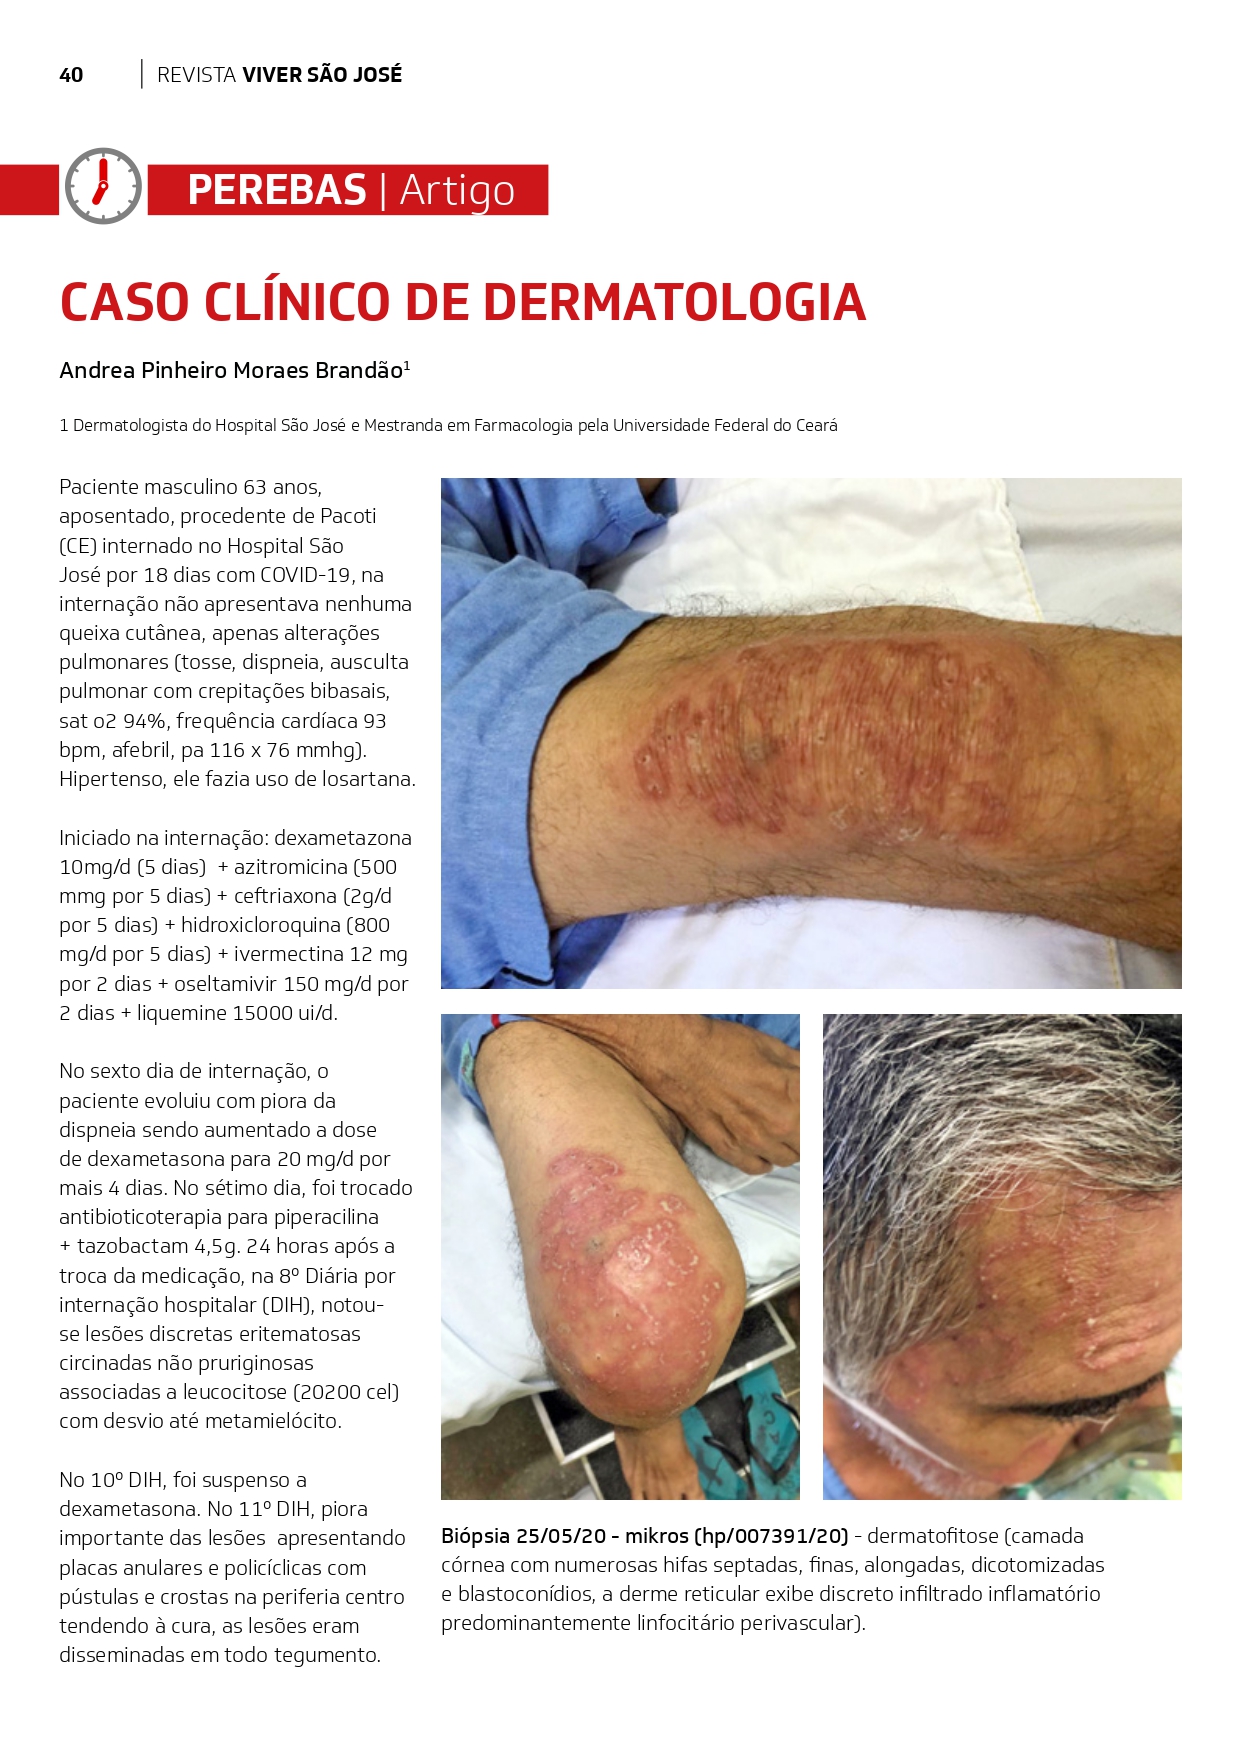 40
REVISTA VIVER SÃO JOSÉ
PEREBAS | Artigo
CASO CLÍNICO DE DERMATOLOGIA
Andrea Pinheiro Moraes Brandão¹
1 Dermatologista do Hospital São José e Mestranda em Farmacologia pela Universidade Federal do Ceará
Paciente masculino 63 anos,
aposentado, procedente de Pacoti
(CE) internado no Hospital São
José por 18 dias com COVID-19, na
internação não apresentava nenhuma
queixa cutânea, apenas alterações
pulmonares (tosse, dispneia, ausculta
pulmonar com crepitações bibasais,
sat o2 94%, frequência cardíaca 93
bpm, afebril, pa 116 x 76 mmhg).
Hipertenso, ele fazia uso de losartana.
Iniciado na internação: dexametazona
10mg/d (5 dias) + azitromicina (500
mmg por 5 dias) + ceftriaxona (2g/d
por 5 dias) + hidroxicloroquina (800
mg/d por 5 dias) + ivermectina 12 mg
por 2 dias + oseltamivir 150 mg/d por
2 dias + liquemine 15000 ui/d.
No sexto dia de internação, o
paciente evoluiu com piora da
dispneia sendo aumentado a dose
de dexametasona para 20 mg/d por
mais 4 dias. No sétimo dia, foi trocado
antibioticoterapia para piperacilina
+ tazobactam 4,5g. 24 horas após a
troca da medicação, na 8º Diária por
internação hospitalar (DIH), notou-
se lesões discretas eritematosas
circinadas não pruriginosas
associadas a leucocitose (20200 cel)
com desvio até metamielócito.
No 10º DIH, foi suspenso a
dexametasona. No 11º DIH, piora
importante das lesões apresentando
placas anulares e policíclicas com
pústulas e crostas na periferia centro
tendendo à cura, as lesões eram
disseminadas em todo tegumento.
Biópsia 25/05/20 - mikros (hp/007391/20) - dermatofitose (camada
córnea com numerosas hifas septadas, finas, alongadas, dicotomizadas
e blastoconídios, a derme reticular exibe discreto infiltrado inflamatório
predominantemente linfocitário perivascular).